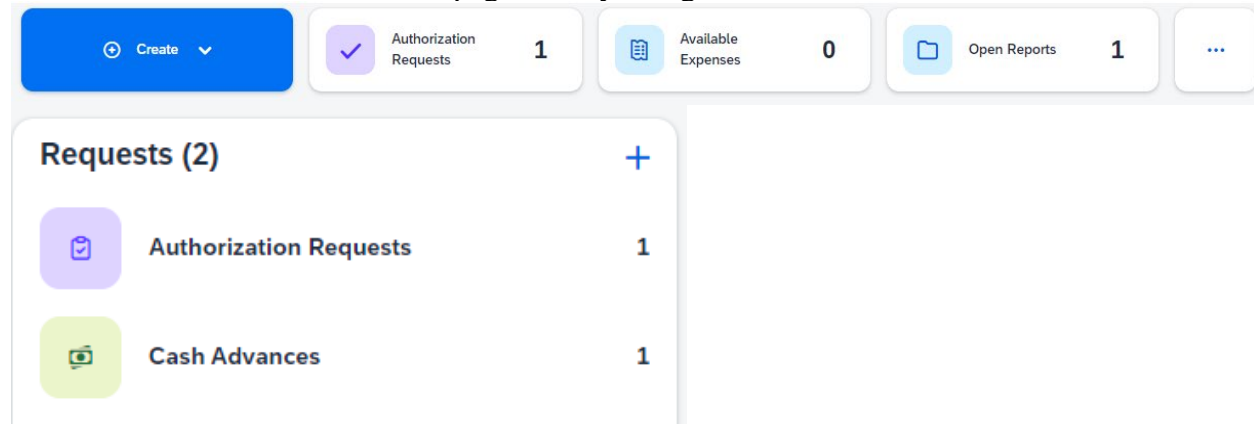 Create
Authorization
Requests
1
Available
Expenses
0
Open Reports
1
...
Requests (2)
+
Authorization Requests
1
Cash Advances
1